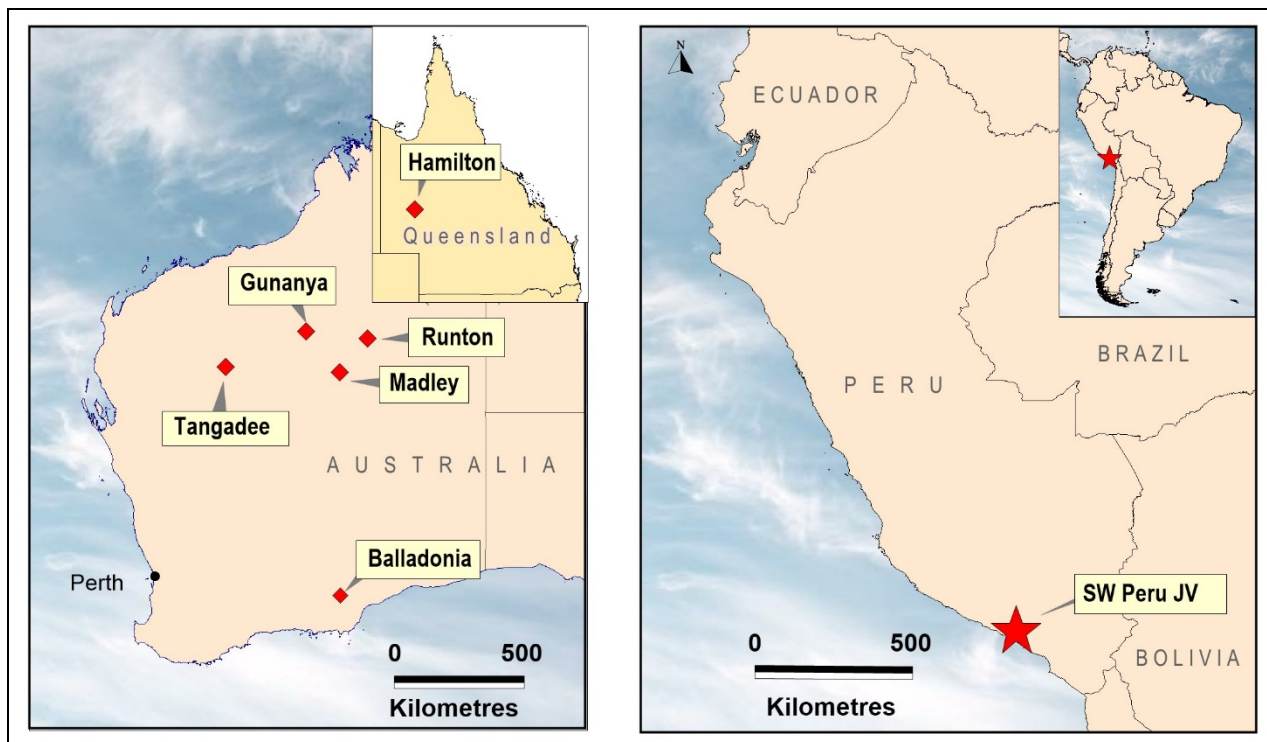 Hamilton
Queensland
Gunanya
Runton
Madley
Tangadee
AUSTRALIA
Balladonia
Perth
0 500
Kilometres
N
ECUADOR
BRAZIL
PERU
SW Peru JV
0 500
BOLIVIA
Kilometres